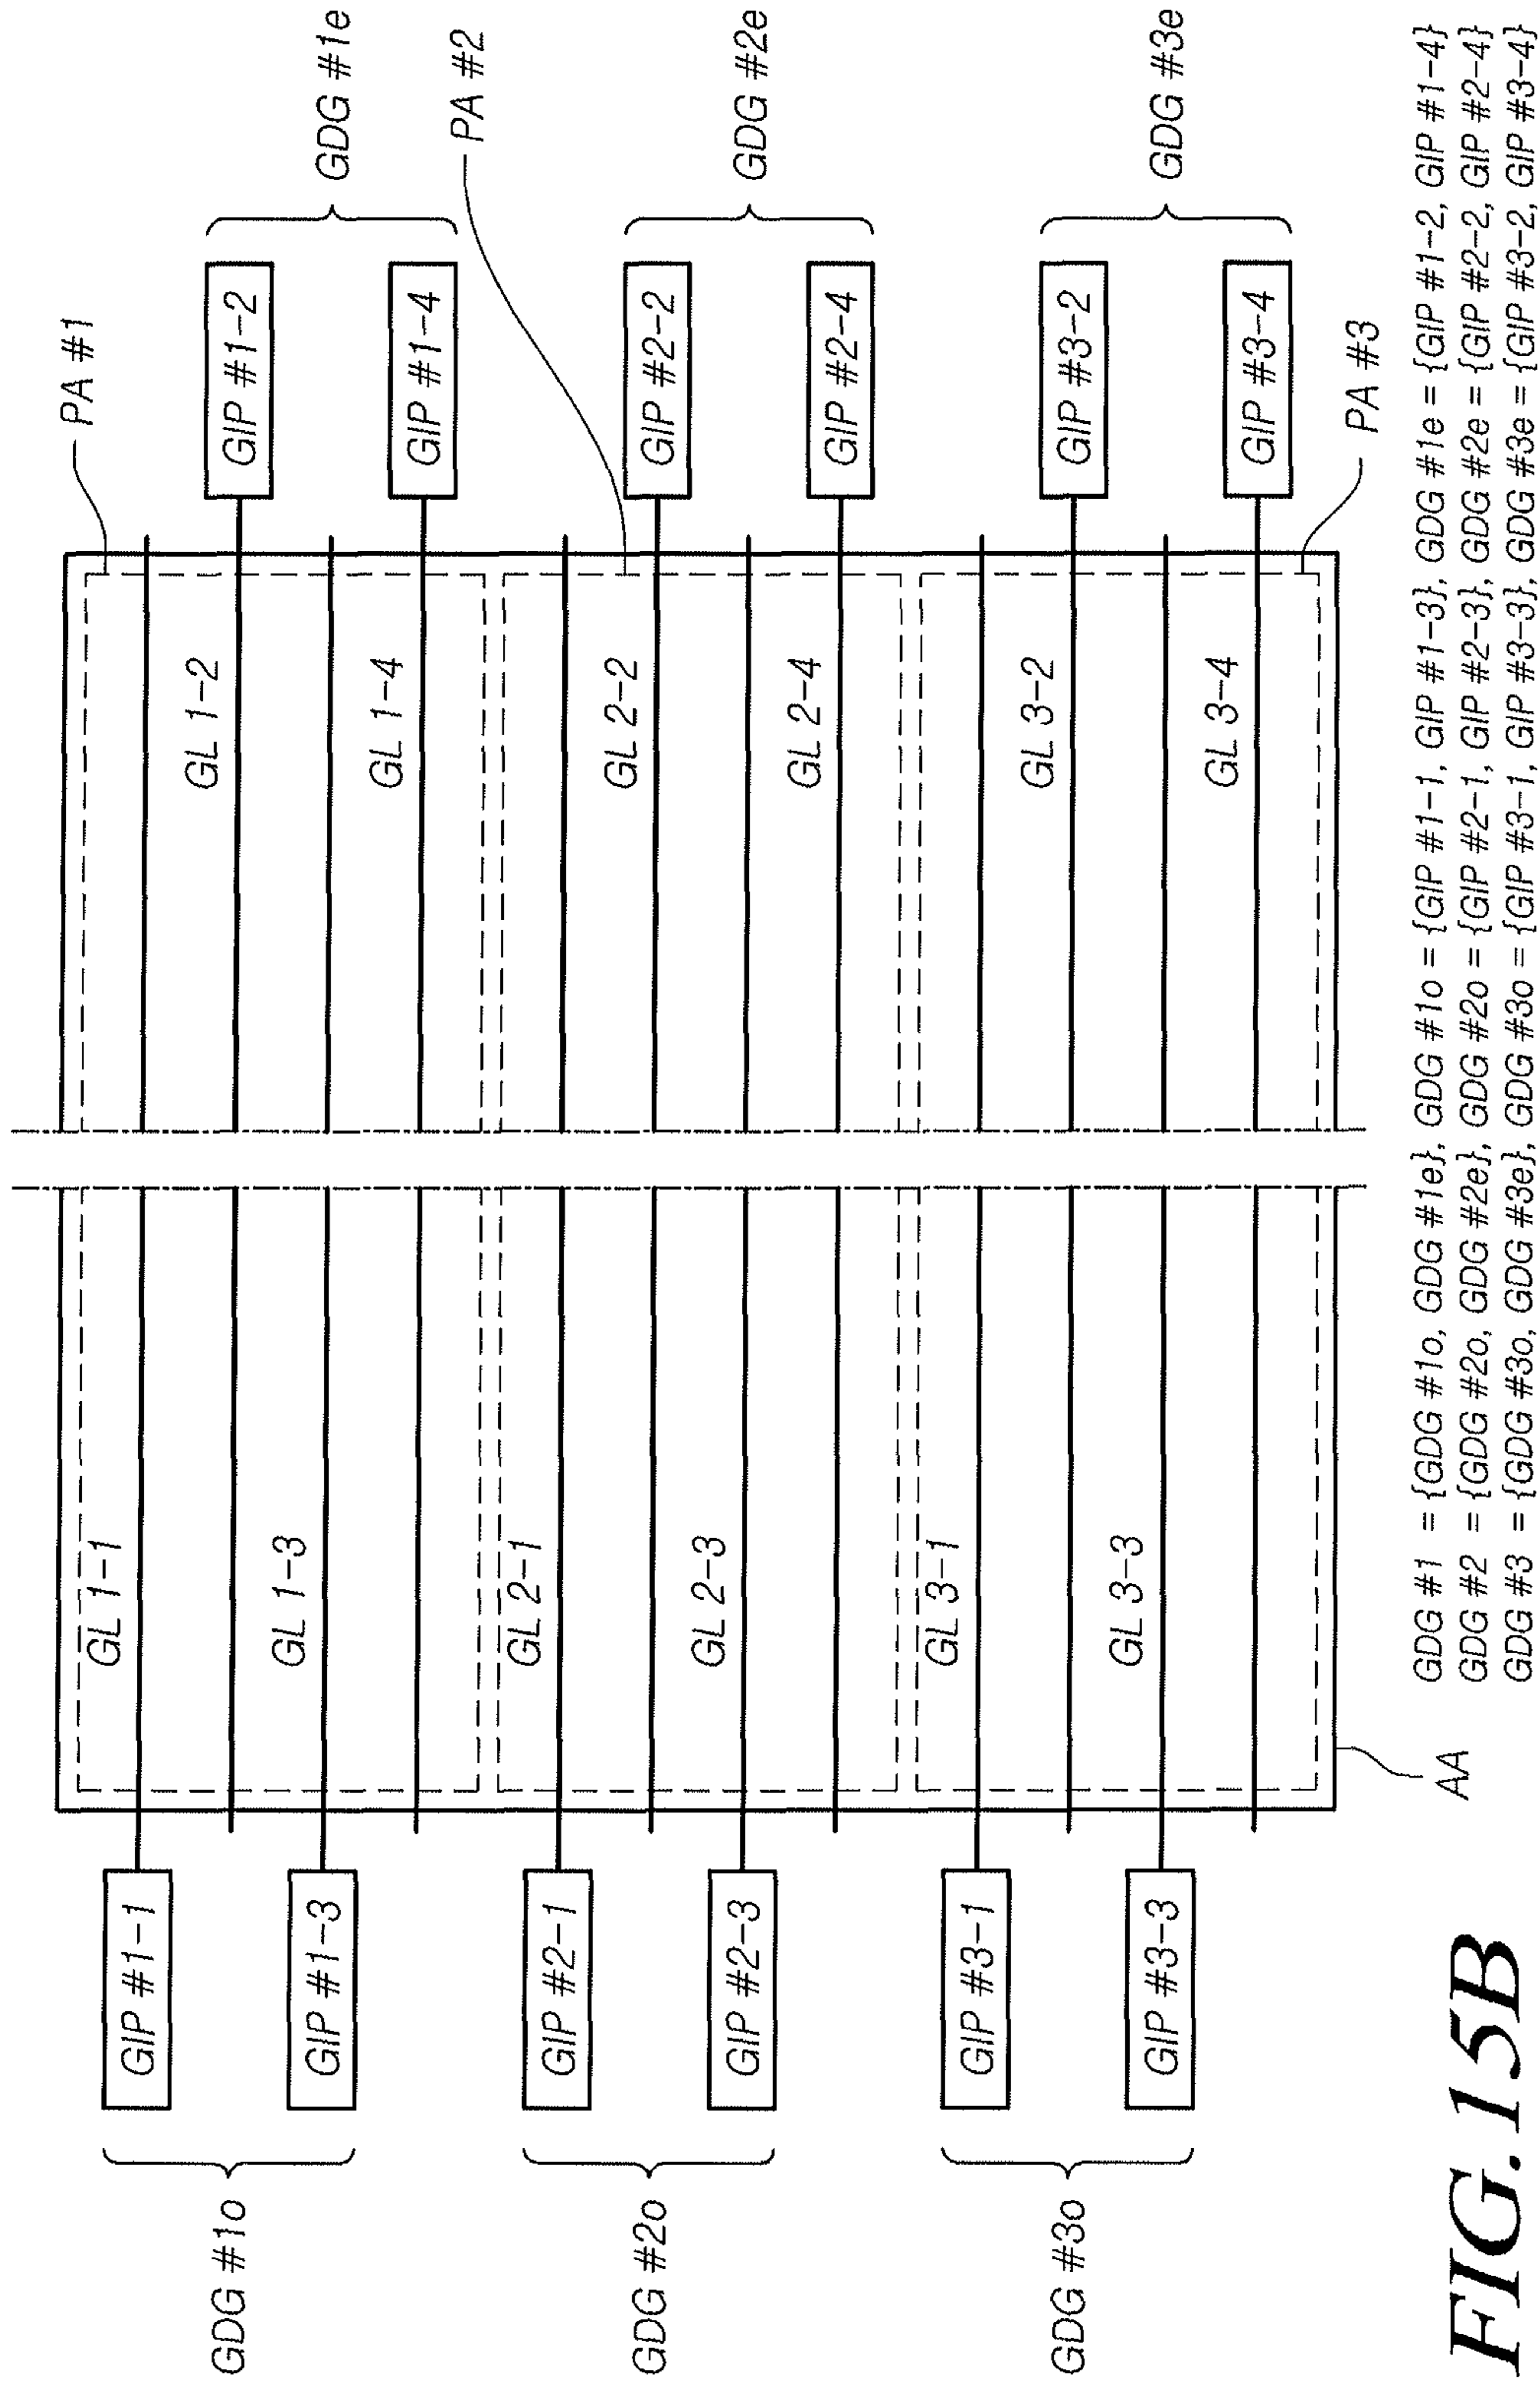 PA #1
GL 1-1
GIP #1-1
GL 1-2
GIP #1-2
GDG #1o
GDG #1e
GL 1-3
GIP #1-3
GL 1-4
GIP #1-4
PA #2
GL 2-1
GIP #2-1
GL 2-2
GIP #2-2
GDG #2o
GDG #2e
GL 2-3
GIP #2-3
GL 2-4
GIP #2-4
GL 3-1
GIP #3-1
GL 3-2
GIP #3-2
GDG #3o
GDG #3e
GL 3-3
GIP #3-3
GL 3-4
GIP #3-4
PA #3
AA
GDG #1 = {GDG #1o, GDG #1e}, GDG #1o = {GIP #1-1, GIP #1-3}, GDG #1e = {GIP #1-2, GIP #1-4}
GDG #2 = {GDG #2o, GDG #2e}, GDG #2o = {GIP #2-1, GIP #2-3}, GDG #2e = {GIP #2-2, GIP #2-4}
GDG #3 = {GDG #3o, GDG #3e}, GDG #3o = {GIP #3-1, GIP #3-3}, GDG #3e = {GIP #3-2, GIP #3-4}
FIG. 15B